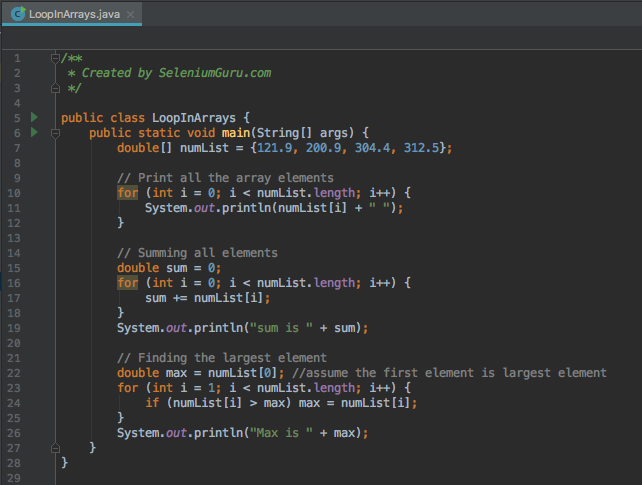 LoopInArrays.java
1 /**
2 * Created by SeleniumGuru.com
3 */
4
5 public class LoopInArrays {
6 public static void main(String[] args) {
7 double[] numList = {121.9, 200.9, 304.4, 312.5};
8
9 // Print all the array elements
10 for (int i = 0; i < numList.length; i++) {
11 System.out.println(numList[i] + " ");
12 }
13
14 // Summing all elements
15 double sum = 0;
16 for (int i = 0; i < numList.length; i++) {
17 sum += numList[i];
18 }
19 System.out.println("sum is " + sum);
20
21 // Finding the largest element
22 double max = numList[0]; //assume the first element is largest element
23 for (int i = 1; i < numList.length; i++) {
24 if (numList[i] > max) max = numList[i];
25 }
26 System.out.println("Max is " + max);
27 }
28 }
29